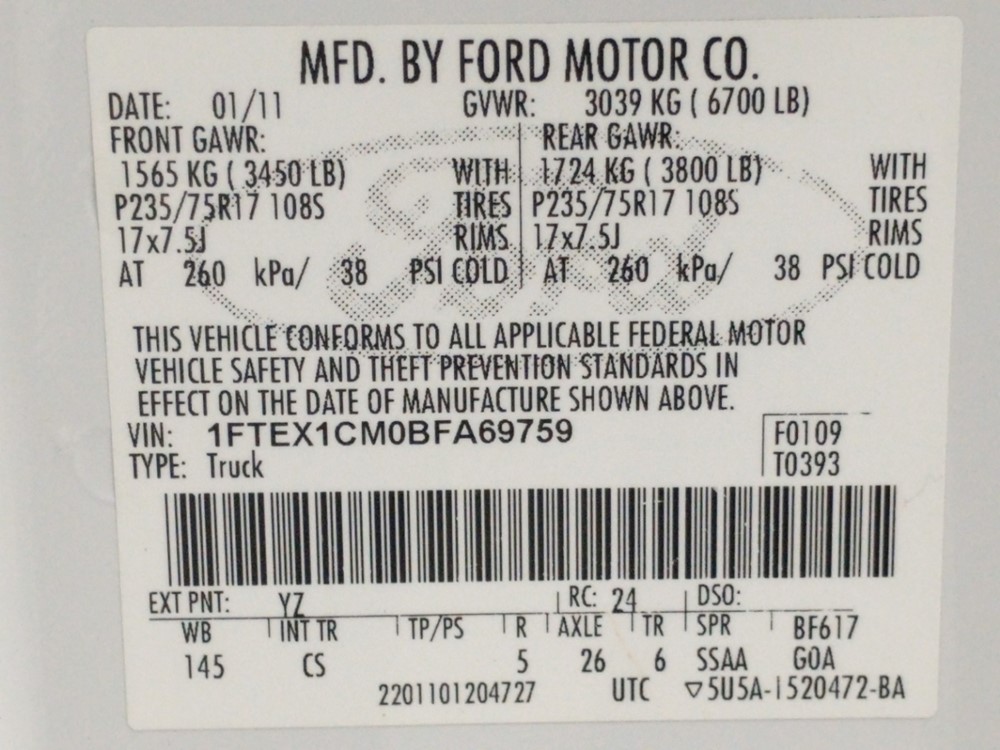 MFD. BY FORD MOTOR CO.
DATE: 01/11 GVWR: 3039 KG ( 6700 LB)
FRONT GAWR: REAR GAWR:
1565 KG ( 3450 LB) WITH 1724 KG ( 3800 LB) WITH
P235/75R17 108S TIRES P235/75R17 108S TIRES
17x7.5J RIMS 17x7.5J RIMS
AT 260 kPa/ 38 PSI COLD AT 260 kPa/ 38 PSI COLD
Ford
THIS VEHICLE CONFORMS TO ALL APPLICABLE FEDERAL MOTOR
VEHICLE SAFETY AND THEFT PREVENTION STANDARDS IN
EFFECT ON THE DATE OF MANUFACTURE SHOWN ABOVE.
VIN: 1FTEX1CM0BFA69759 F0109
TYPE: Truck T0393
EXT PNT: YZ RC: 24 DSO:
WB INT TR TP/PS R AXLE TR SPR BF617
145 CS 5 26 6 SSAA GOA
2201101204727 UTC ▽5U5A-1520472-BA